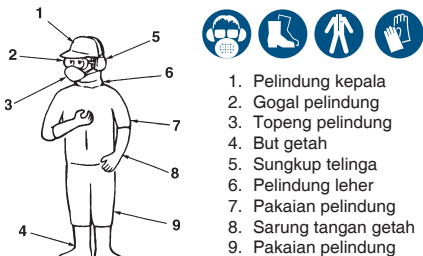 1
2
3
4
5
6
7
8
9
1. Pelindung kepala
2. Gogal pelindung
3. Topeng pelindung
4. But getah
5. Sungkup telinga
6. Pelindung leher
7. Pakaian pelindung
8. Sarung tangan getah
9. Pakaian pelindung